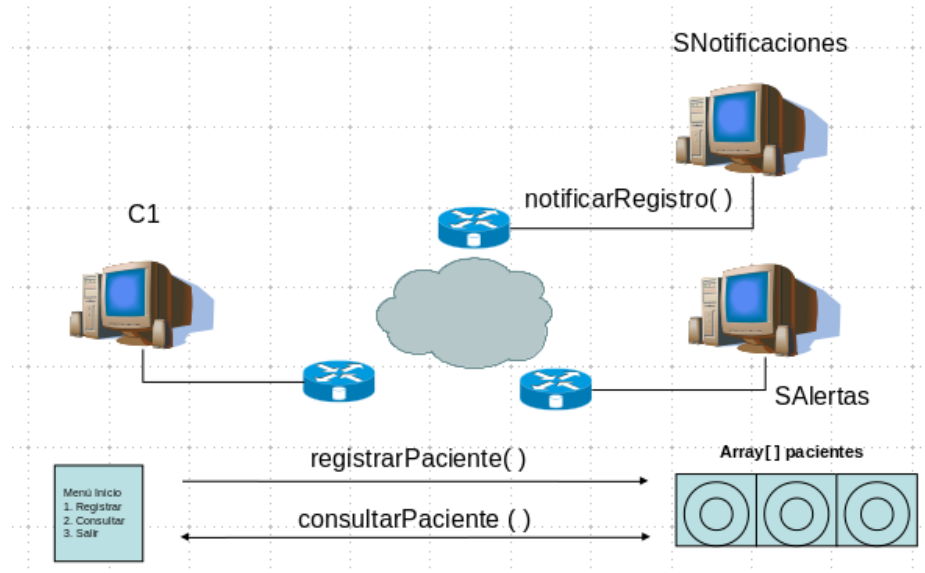 SNotificaciones
notificarRegistro( )
C1
SAlertas
registrarPaciente( )
Array[ ] pacientes
Menú Inicio
1. Registrar
2. Consultar
3. Salir
consultarPaciente ( )